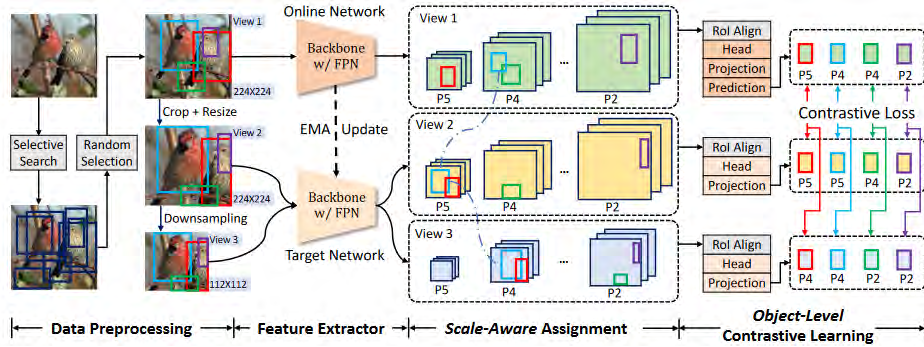 Selective
Search
Random
Selection
View 1
224X224
Crop + Resize
View 2
224X224
Downsampling
View 3
112X112
Online Network
Backbone
w/ FPN
EMA Update
Backbone
w/ FPN
Target Network
View 1
P5
P4
...
P2
View 2
P5
P4
...
P2
View 3
P5
P4
...
P2
RoI Align
Head
Projection
Prediction
P5 P4 P4 P2
Contrastive Loss
RoI Align
Head
Projection
P5 P5 P4 P2
RoI Align
Head
Projection
P4 P4 P2 P2
Data Preprocessing
Feature Extractor
Scale-Aware Assignment
Object-Level
Contrastive Learning